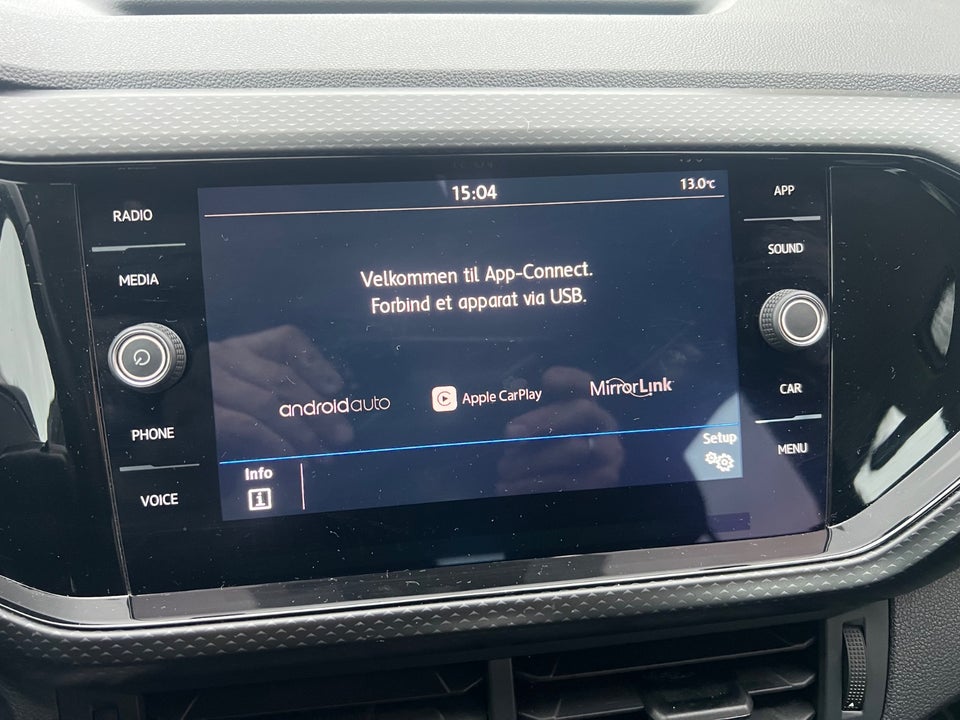 15:04
13.0°C
RADIO
MEDIA
PHONE
VOICE
Velkommen til App-Connect.
Forbind et apparat via USB.
androidauto
Apple CarPlay
MirrorLink
Info
i
Setup
APP
SOUND
CAR
MENU